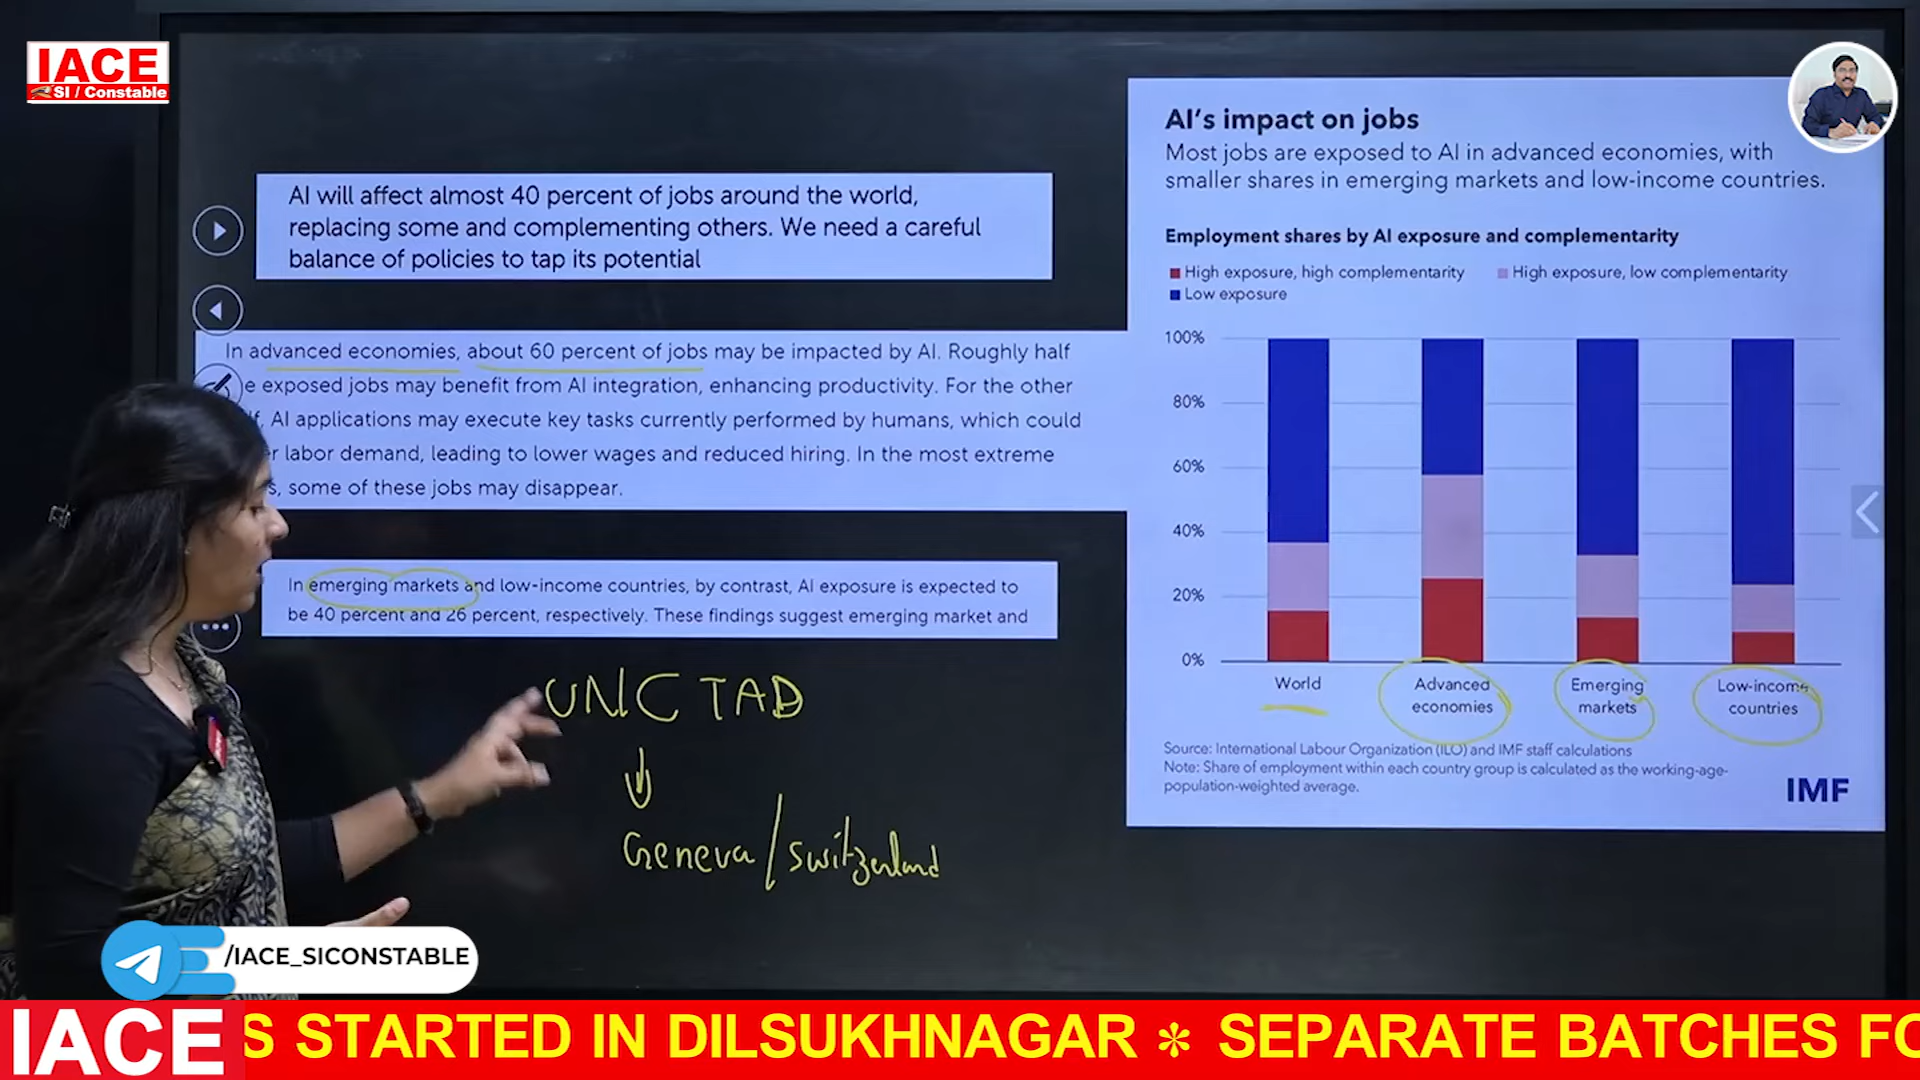 IACE
SI / Constable
AI will affect almost 40 percent of jobs around the world,
replacing some and complementing others. We need a careful
balance of policies to tap its potential
In advanced economies, about 60 percent of jobs may be impacted by AI. Roughly half
e exposed jobs may benefit from AI integration, enhancing productivity. For the other
f, AI applications may execute key tasks currently performed by humans, which could
r labor demand, leading to lower wages and reduced hiring. In the most extreme
s, some of these jobs may disappear.
In emerging markets and low-income countries, by contrast, AI exposure is expected to
be 40 percent and 26 percent, respectively. These findings suggest emerging market and
UNCTAD
Geneva / Switzerland
AI's impact on jobs
Most jobs are exposed to AI in advanced economies, with
smaller shares in emerging markets and low-income countries.
Employment shares by AI exposure and complementarity
High exposure, high complementarity High exposure, low complementarity
Low exposure
100%
80%
60%
40%
20%
0%
World Advanced economies Emerging markets Low-income countries
Source: International Labour Organization (ILO) and IMF staff calculations
Note: Share of employment within each country group is calculated as the working-age-
population-weighted average.
IMF
/IACE_SICONSTABLE
IACE S STARTED IN DILSUKHNAGAR * SEPARATE BATCHES FO